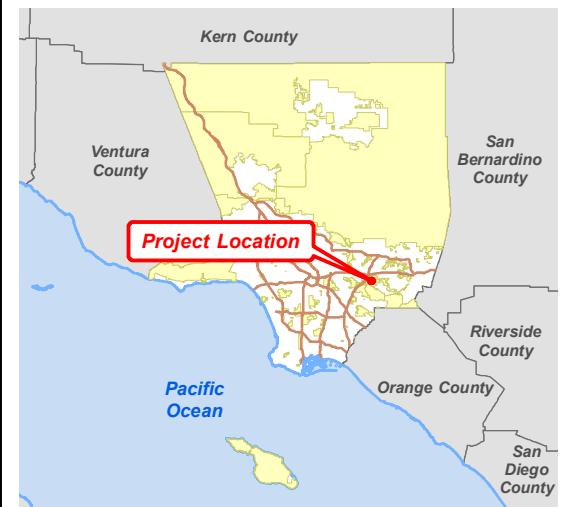 Kern County
Ventura
County
San
Bernardino
County
Project Location
Riverside
County
Orange County
Pacific
Ocean
San
Diego
County